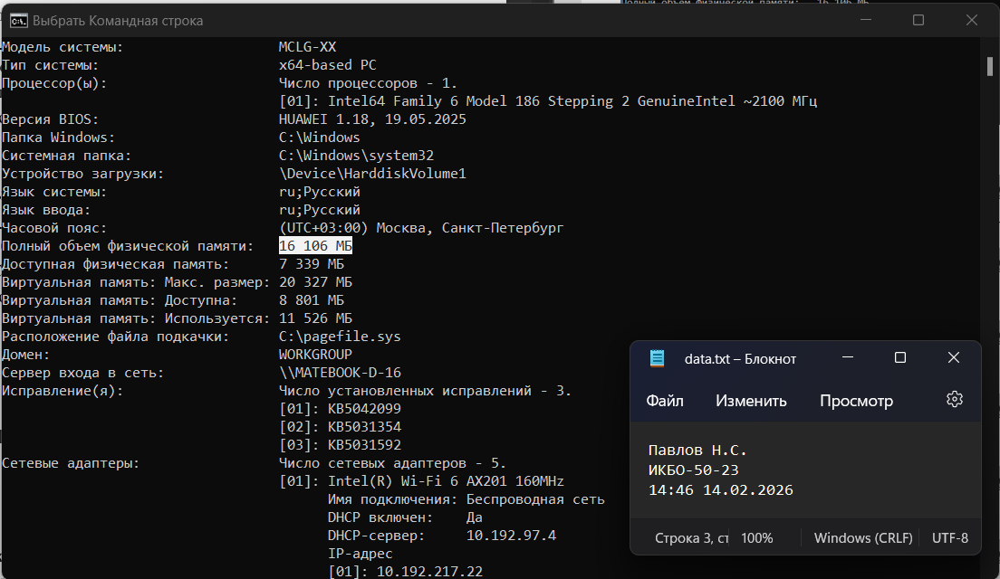 Полный объем физической памяти: 16 106 МБ
Выбрать Командная строка
Модель системы: MCLG-XX
Тип системы: x64-based PC
Процессор(ы): Число процессоров - 1.
[01]: Intel64 Family 6 Model 186 Stepping 2 GenuineIntel ~2100 МГц
Версия BIOS: HUAWEI 1.18, 19.05.2025
Папка Windows: C:\Windows
Системная папка: C:\Windows\system32
Устройство загрузки: \Device\HarddiskVolume1
Язык системы: ru;Русский
Язык ввода: ru;Русский
Часовой пояс: (UTC+03:00) Москва, Санкт-Петербург
Полный объем физической памяти: 16 106 МБ
Доступная физическая память: 7 339 МБ
Виртуальная память: Макс. размер: 20 327 МБ
Виртуальная память: Доступна: 8 801 МБ
Виртуальная память: Используется: 11 526 МБ
Расположение файла подкачки: C:\pagefile.sys
Домен: WORKGROUP
Сервер входа в сеть: \\MATEBOOK-D-16
Исправление(я): Число установленных исправлений - 3.
[01]: KB5042099
[02]: KB5031354
[03]: KB5031592
Сетевые адаптеры: Число сетевых адаптеров - 5.
[01]: Intel(R) Wi-Fi 6 AX201 160MHz
Имя подключения: Беспроводная сеть
DHCP включен: Да
DHCP-сервер: 10.192.97.4
IP-адрес
[01]: 10.192.217.22
data.txt – Блокнот
Файл Изменить Просмотр
Павлов Н.С.
ИКБО-50-23
14:46 14.02.2026
Строка 3, ст 100% Windows (CRLF) UTF-8